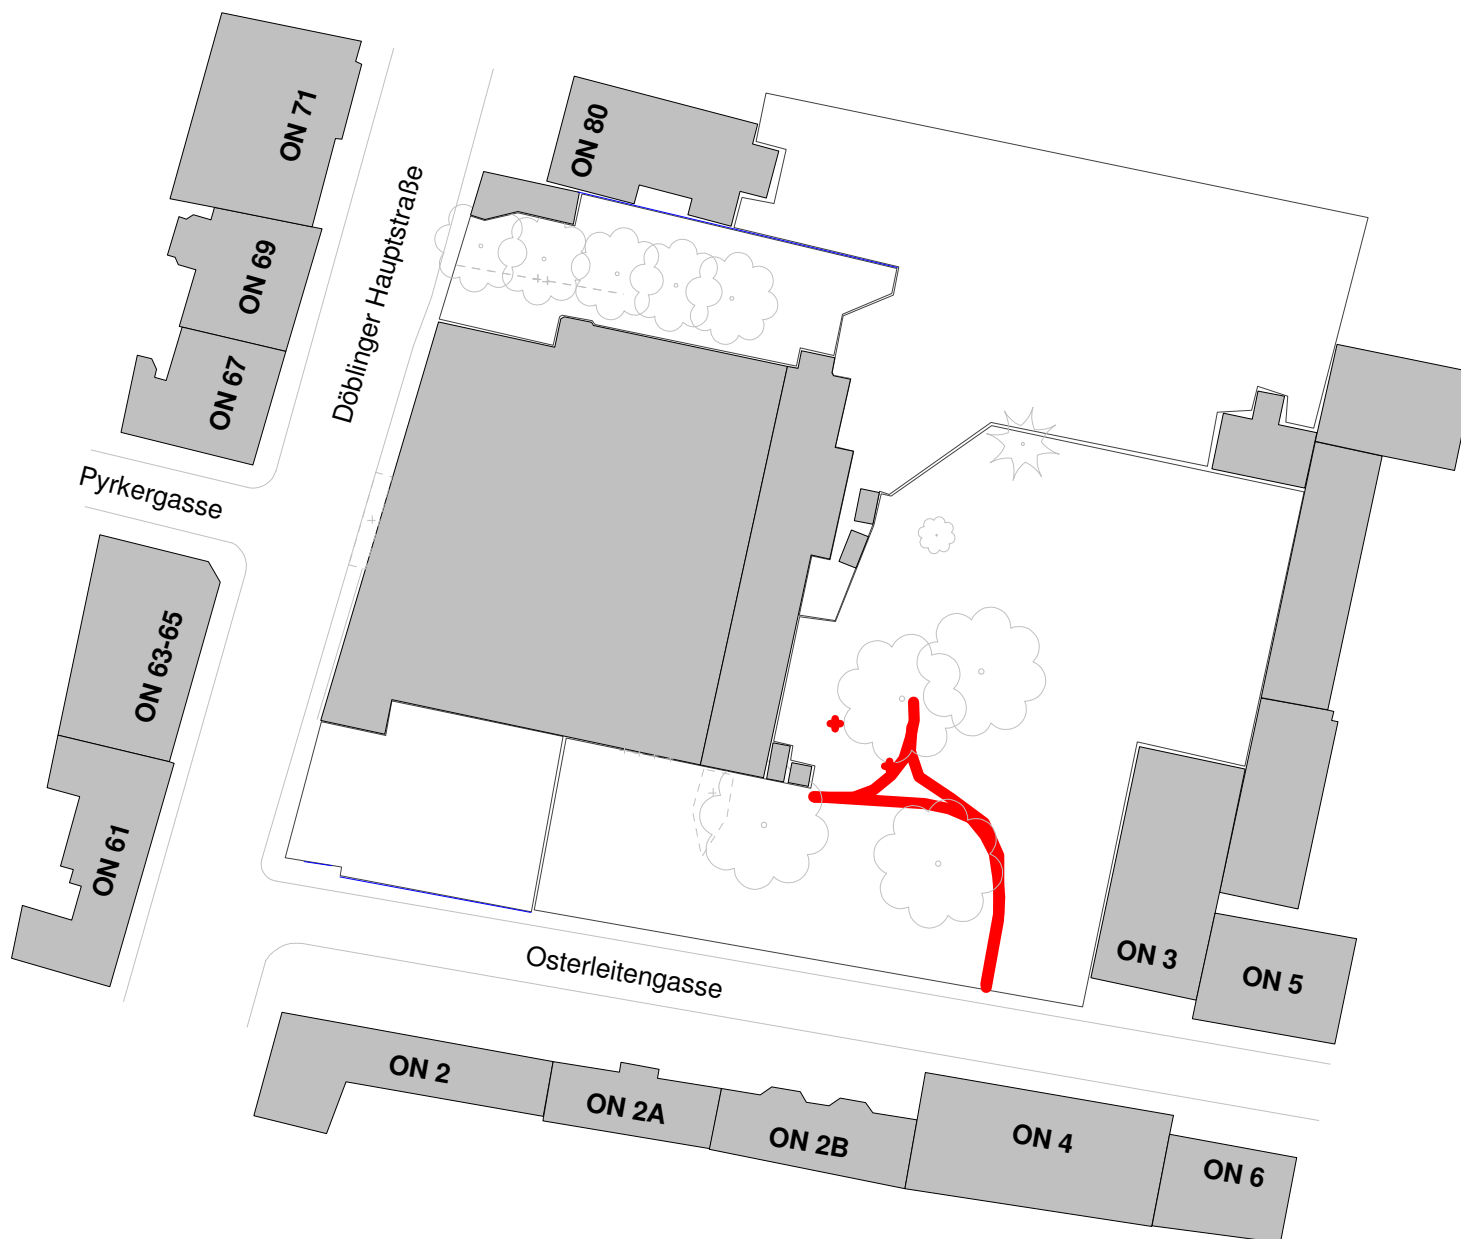 ON 71
ON 80
Döblinger Hauptstraße
ON 69
ON 67
Pyrkergasse
ON 63-65
ON 61
Osterleitengasse
ON 3
ON 5
ON 2
ON 2A
ON 2B
ON 4
ON 6